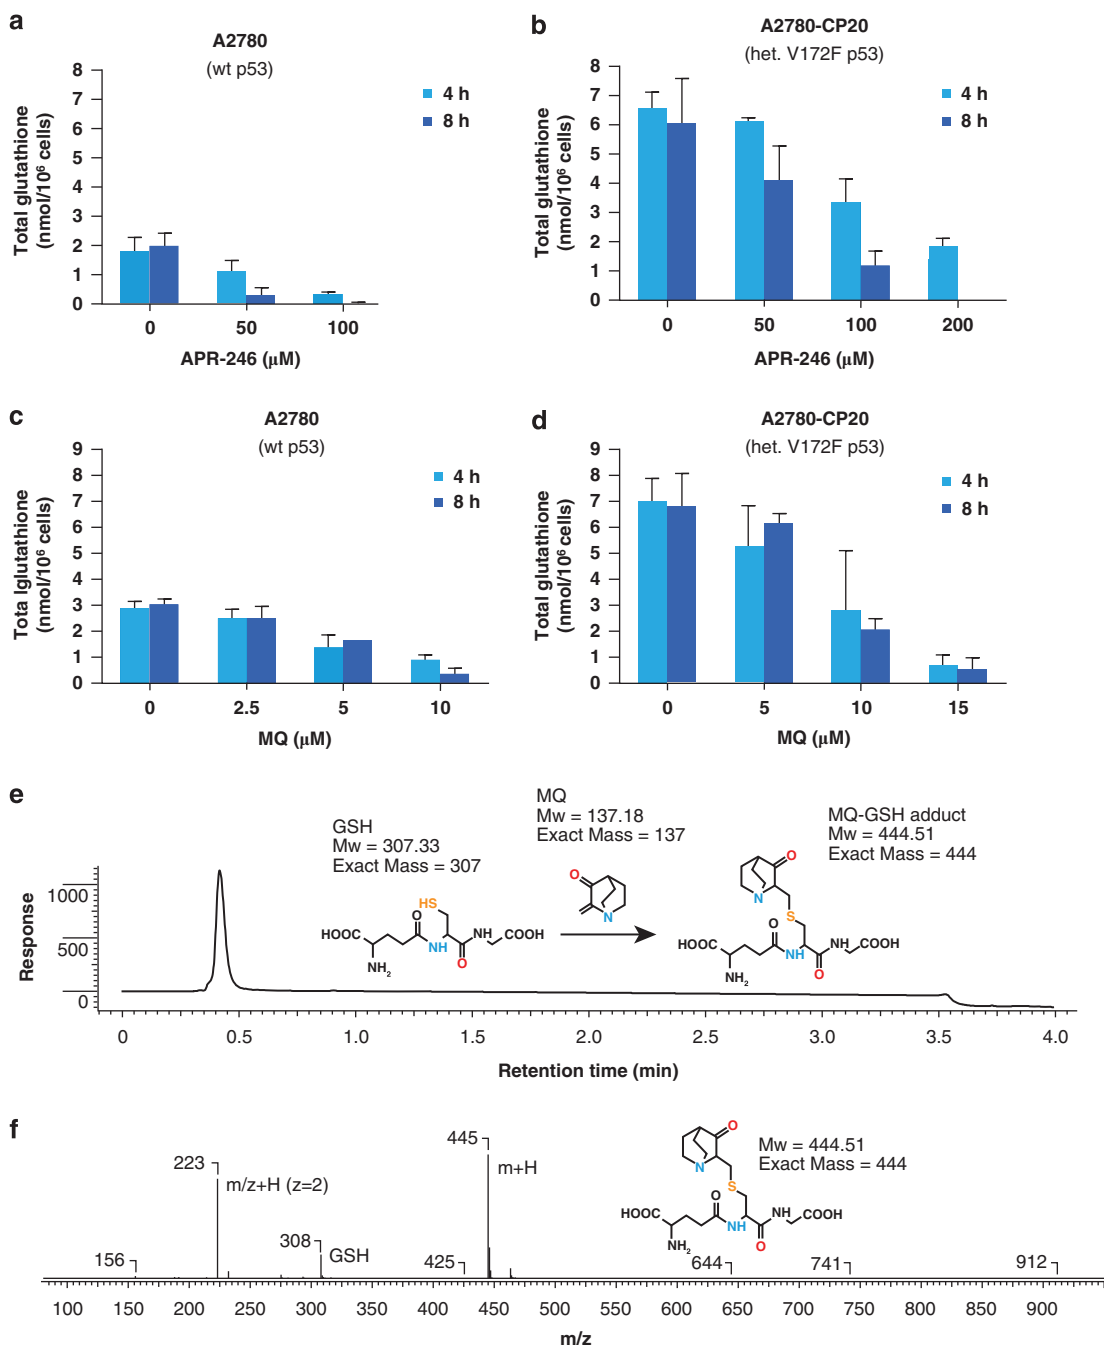 a
A2780
(wt p53)
8
7
6
5
4
3
2
1
0
Total glutathione
(nmol/10⁶ cells)
4 h
8 h
0 50 100
APR-246 (μM)
b
A2780-CP20
(het. V172F p53)
8
7
6
5
4
3
2
1
0
Total glutathione
(nmol/10⁶ cells)
4 h
8 h
0 50 100 200
APR-246 (μM)
c
A2780
(wt p53)
9
8
7
6
5
4
3
2
1
0
Tota lglutathione
(nmol/10⁶ cells)
4 h
8 h
0 2.5 5 10
MQ (μM)
d
A2780-CP20
(het. V172F p53)
9
8
7
6
5
4
3
2
1
0
Total glutathione
(nmol/10⁶ cells)
4 h
8 h
0 5 10 15
MQ (μM)
e
GSH
Mw = 307.33
Exact Mass = 307
MQ
Mw = 137.18
Exact Mass = 137
MQ-GSH adduct
Mw = 444.51
Exact Mass = 444
Response
1000
500
0
HS
O
HOOC
NH
NH₂
O
NH
COOH
O
N
O
N
S
O
HOOC
NH
NH₂
O
NH
COOH
0 0.5 1.0 1.5 2.0 2.5 3.0 3.5 4.0
Retention time (min)
f
445
m+H
223
m/z+H (z=2)
308
GSH
156
425
644
741
912
O
N
S
O
HOOC
NH
NH₂
O
NH
COOH
Mw = 444.51
Exact Mass = 444
100 150 200 250 300 350 400 450 500 550 600 650 700 750 800 850 900
m/z